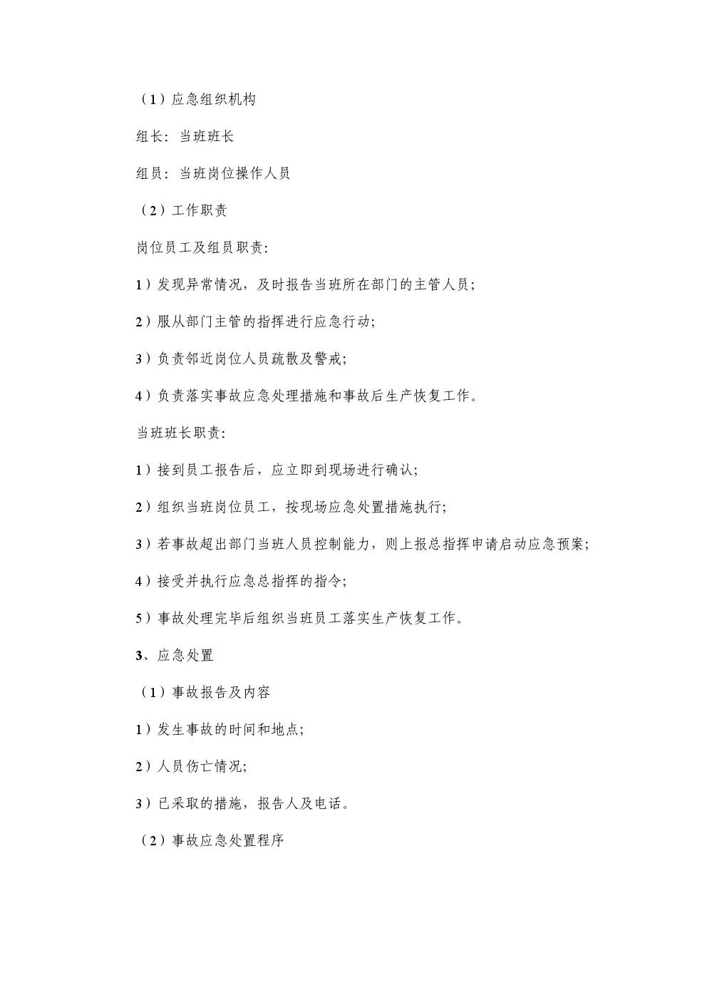 （1）应急组织机构
组长：当班班长
组员：当班岗位操作人员
（2）工作职责
岗位员工及组员职责：
1）发现异常情况，及时报告当班所在部门的主管人员；
2）服从部门主管的指挥进行应急行动；
3）负责邻近岗位人员疏散及警戒；
4）负责落实事故应急处理措施和事故后生产恢复工作。
当班班长职责：
1）接到员工报告后，应立即到现场进行确认；
2）组织当班岗位员工，按现场应急处置措施执行；
3）若事故超出部门当班人员控制能力，则上报总指挥申请启动应急预案；
4）接受并执行应急总指挥的指令；
5）事故处理完毕后组织当班员工落实生产恢复工作。
3、应急处置
（1）事故报告及内容
1）发生事故的时间和地点；
2）人员伤亡情况；
3）已采取的措施，报告人及电话。
（2）事故应急处置程序